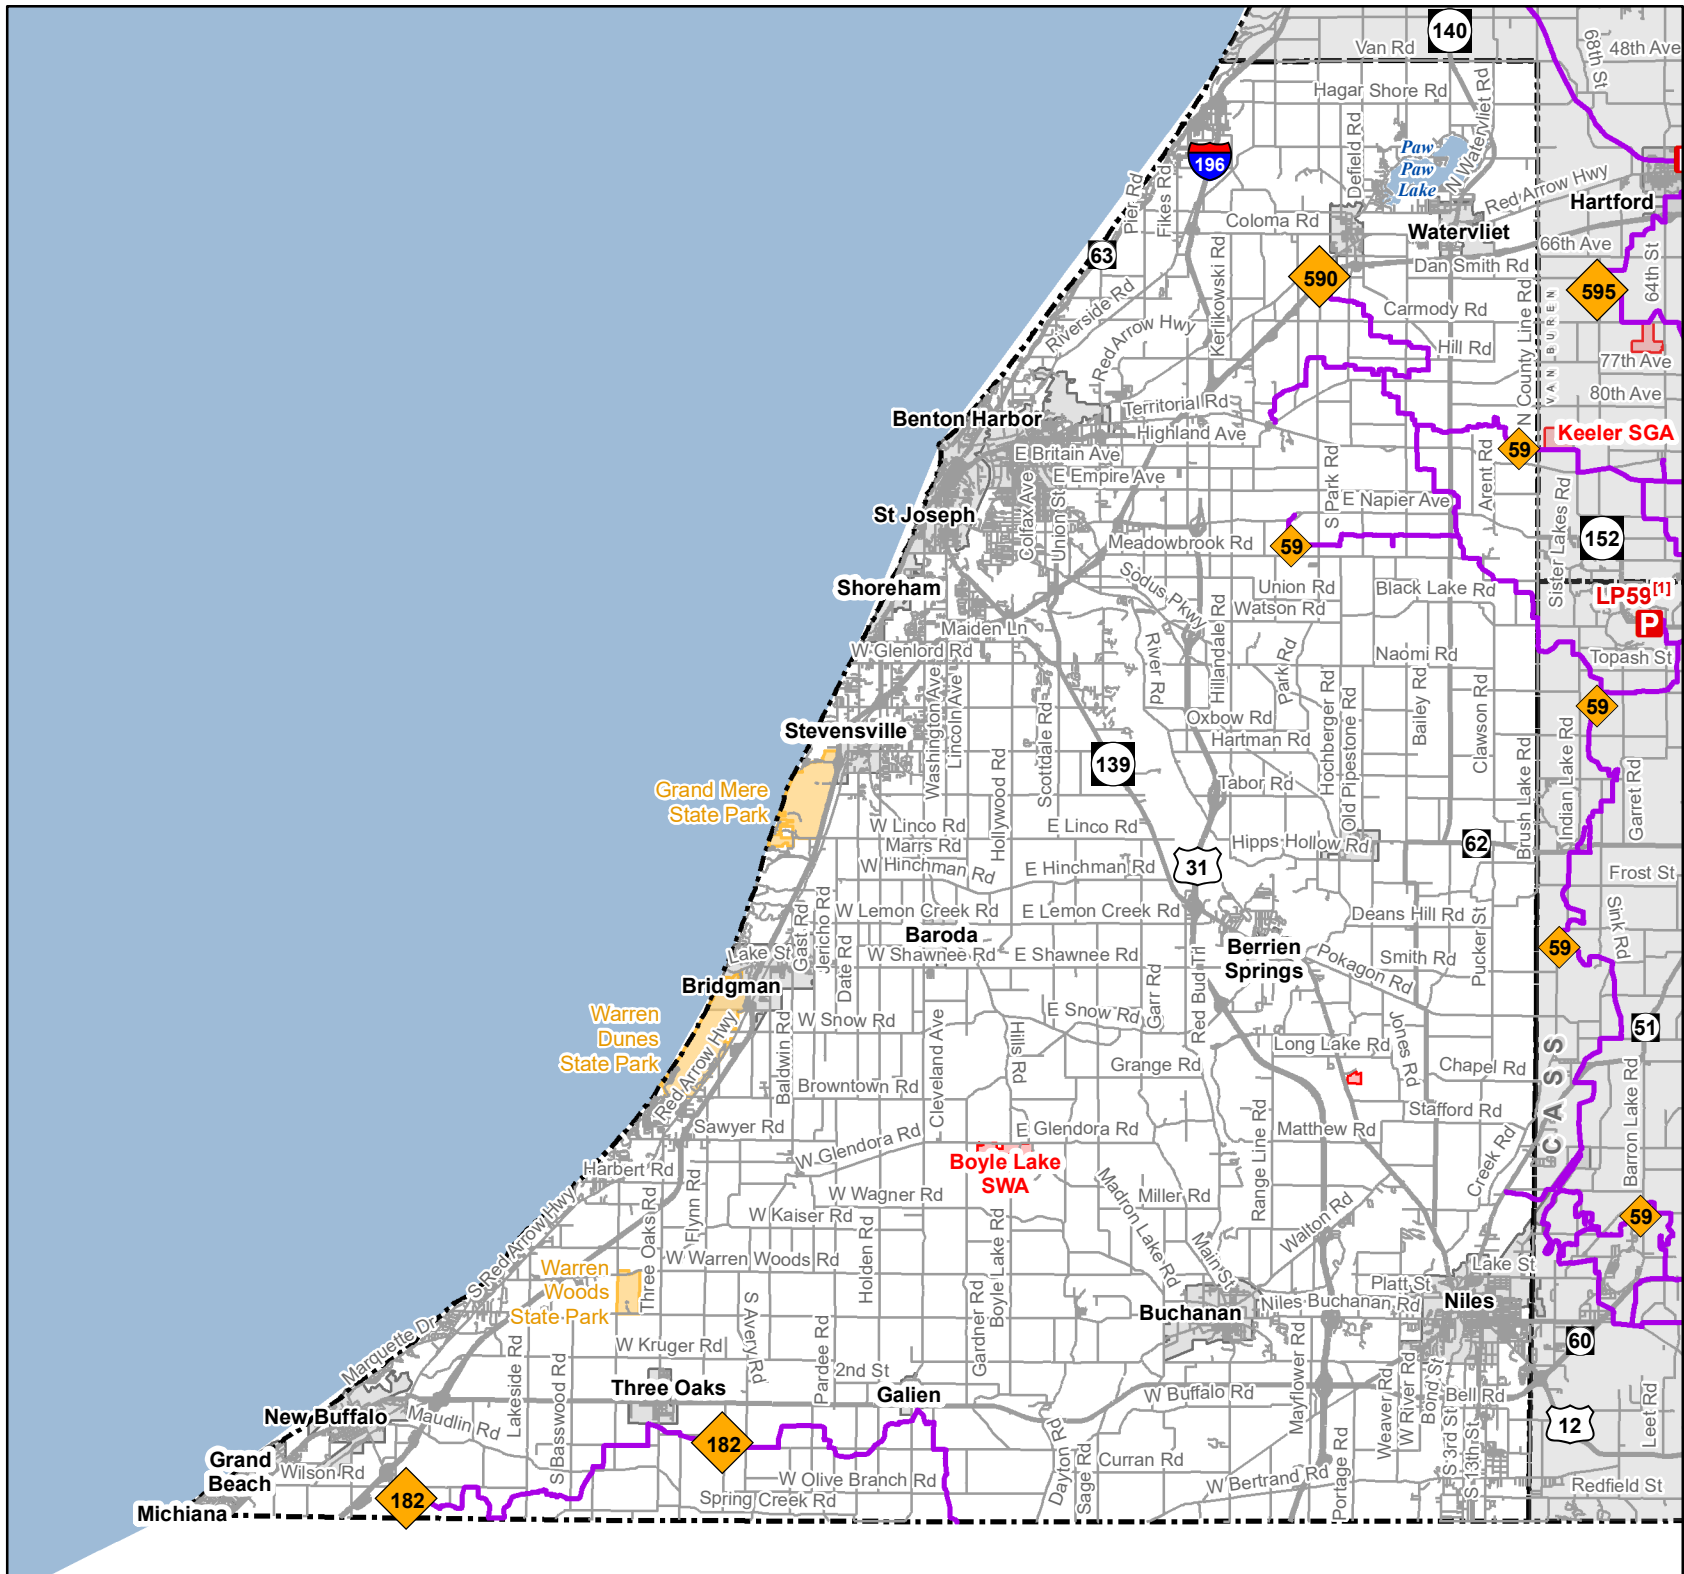 140
Van Rd
68th St
48th Ave
Hagar Shore Rd
N Watervliet Rd
Defield Rd
Paw
Paw
Lake
196
Pier Rd
Fikes Rd
Red Arrow Hwy
Hartford
Coloma Rd
Watervliet
66th Ave
63
Dan Smith Rd
64th St
590
595
Kerlikowski Rd
Riverside Rd
Carmody Rd
N County Line Rd
VAN BUREN
Red Arrow Hwy
Hill Rd
77th Ave
80th Ave
Territorial Rd
Benton Harbor
Highland Ave
Keeler SGA
59
E Britain Ave
E Empire Ave
Arent Rd
S Park Rd
E Napier Ave
Sister Lakes Rd
St Joseph
Colfax Ave
Union St
Meadowbrook Rd
59
152
Shoreham
Sodus Pkwy
Union Rd
Black Lake Rd
LP59[1]
P
Watson Rd
Maiden Ln
W Glenlord Rd
River Rd
Hillandale Rd
Park Rd
Naomi Rd
Topash St
Washington Ave
Lincoln Ave
Scottdale Rd
Hochberger Rd
Old Pipestone Rd
Bailey Rd
Clawson Rd
59
Oxbow Rd
Stevensville
Hartman Rd
Brush Lake Rd
Indian Lake Rd
Garret Rd
Hollywood Rd
139
Tabor Rd
Grand Mere
State Park
W Linco Rd
E Linco Rd
Marrs Rd
Hipps Hollow Rd
62
W Hinchman Rd
E Hinchman Rd
31
Frost St
Gast Rd
Jericho Rd
W Lemon Creek Rd
E Lemon Creek Rd
Deans Hill Rd
Sink Rd
Pucker St
Baroda
Berrien
Springs
59
Lake St
Date Rd
W Shawnee Rd
E Shawnee Rd
Pokagon Rd
Smith Rd
Bridgman
Garr Rd
Red Bud Trl
Warren
Dunes
State Park
W Snow Rd
E Snow Rd
51
Baldwin Rd
Cleveland Ave
Hills Rd
Jones Rd
Long Lake Rd
CASS
Red Arrow Hwy
Grange Rd
Chapel Rd
Browntown Rd
Barron Lake Rd
Range Line Rd
Stafford Rd
Sawyer Rd
W Glendora Rd
E Glendora Rd
Matthew Rd
Boyle Lake
SWA
Creek Rd
Harbert Rd
Madron Lake Rd
Miller Rd
W Wagner Rd
Three Oaks Rd
Flynn Rd
W Kaiser Rd
Walton Rd
59
S Red Arrow Hwy
Holden Rd
Boyle Lake Rd
Main St
W Warren Woods Rd
Warren
Woods
State Park
Lake St
Platt St
S Avery Rd
Niles Buchanan Rd
Niles
Buchanan
Marquette Dr
Pardee Rd
Gardner Rd
W Kruger Rd
60
Mayflower Rd
2nd St
Lakeside Rd
S Basswood Rd
Three Oaks
Galien
W Buffalo Rd
Weaver Rd
W River Rd
Bond St
Bell Rd
Leet Rd
New Buffalo
Maudlin Rd
12
182
Dayton Rd
Sage Rd
Curran Rd
Portage Rd
S 3rd St
S 13th St
Grand
Beach
Wilson Rd
W Olive Branch Rd
W Bertrand Rd
Redfield St
182
Spring Creek Rd
Michiana